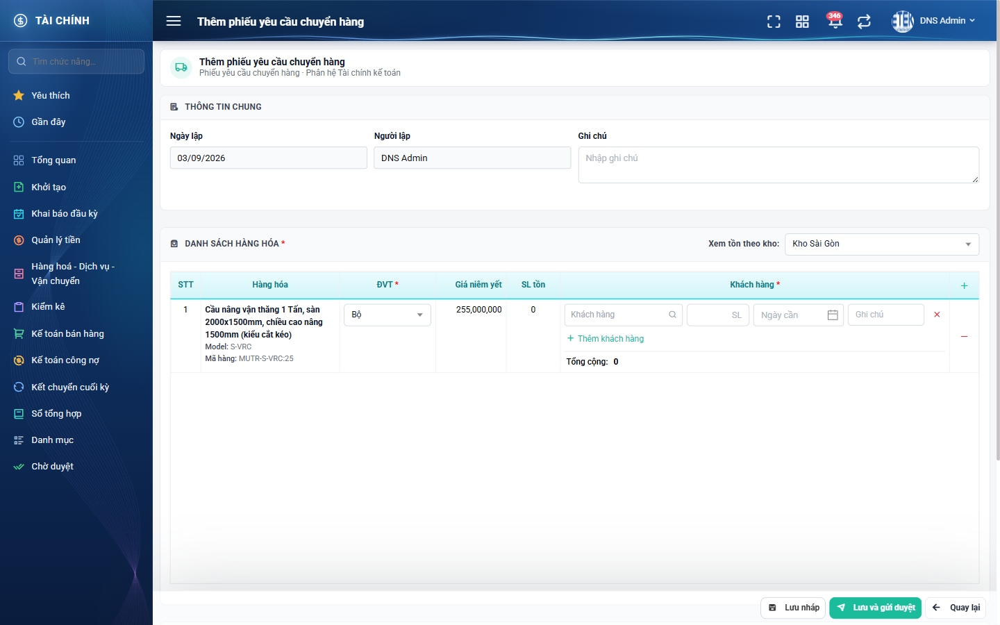 TÀI CHÍNH
Thêm phiếu yêu cầu chuyển hàng
346
DNS Admin
Tìm chức năng...
Yêu thích
Gần đây
Tổng quan
Khởi tạo
Khai báo đầu kỳ
Quản lý tiền
Hàng hoá - Dịch vụ -
Vận chuyển
Kiểm kê
Kế toán bán hàng
Kế toán công nợ
Kết chuyển cuối kỳ
Sổ tổng hợp
Danh mục
Chờ duyệt
Thêm phiếu yêu cầu chuyển hàng
Phiếu yêu cầu chuyển hàng · Phân hệ Tài chính kế toán
THÔNG TIN CHUNG
Ngày lập
Người lập
Ghi chú
03/09/2026
DNS Admin
Nhập ghi chú
DANH SÁCH HÀNG HÓA *
Xem tồn theo kho:
Kho Sài Gòn
STT
Hàng hóa
ĐVT *
Giá niêm yết
SL tồn
Khách hàng *
1
Cầu nâng vận thăng 1 Tấn, sàn
2000x1500mm, chiều cao nâng
1500mm (kiểu cắt kéo)
Model: S-VRC
Mã hàng: MUTR-S-VRC:25
Bộ
255,000,000
0
Khách hàng
SL
Ngày cần
Ghi chú
Thêm khách hàng
Tổng cộng: 0
Lưu nháp
Lưu và gửi duyệt
Quay lại